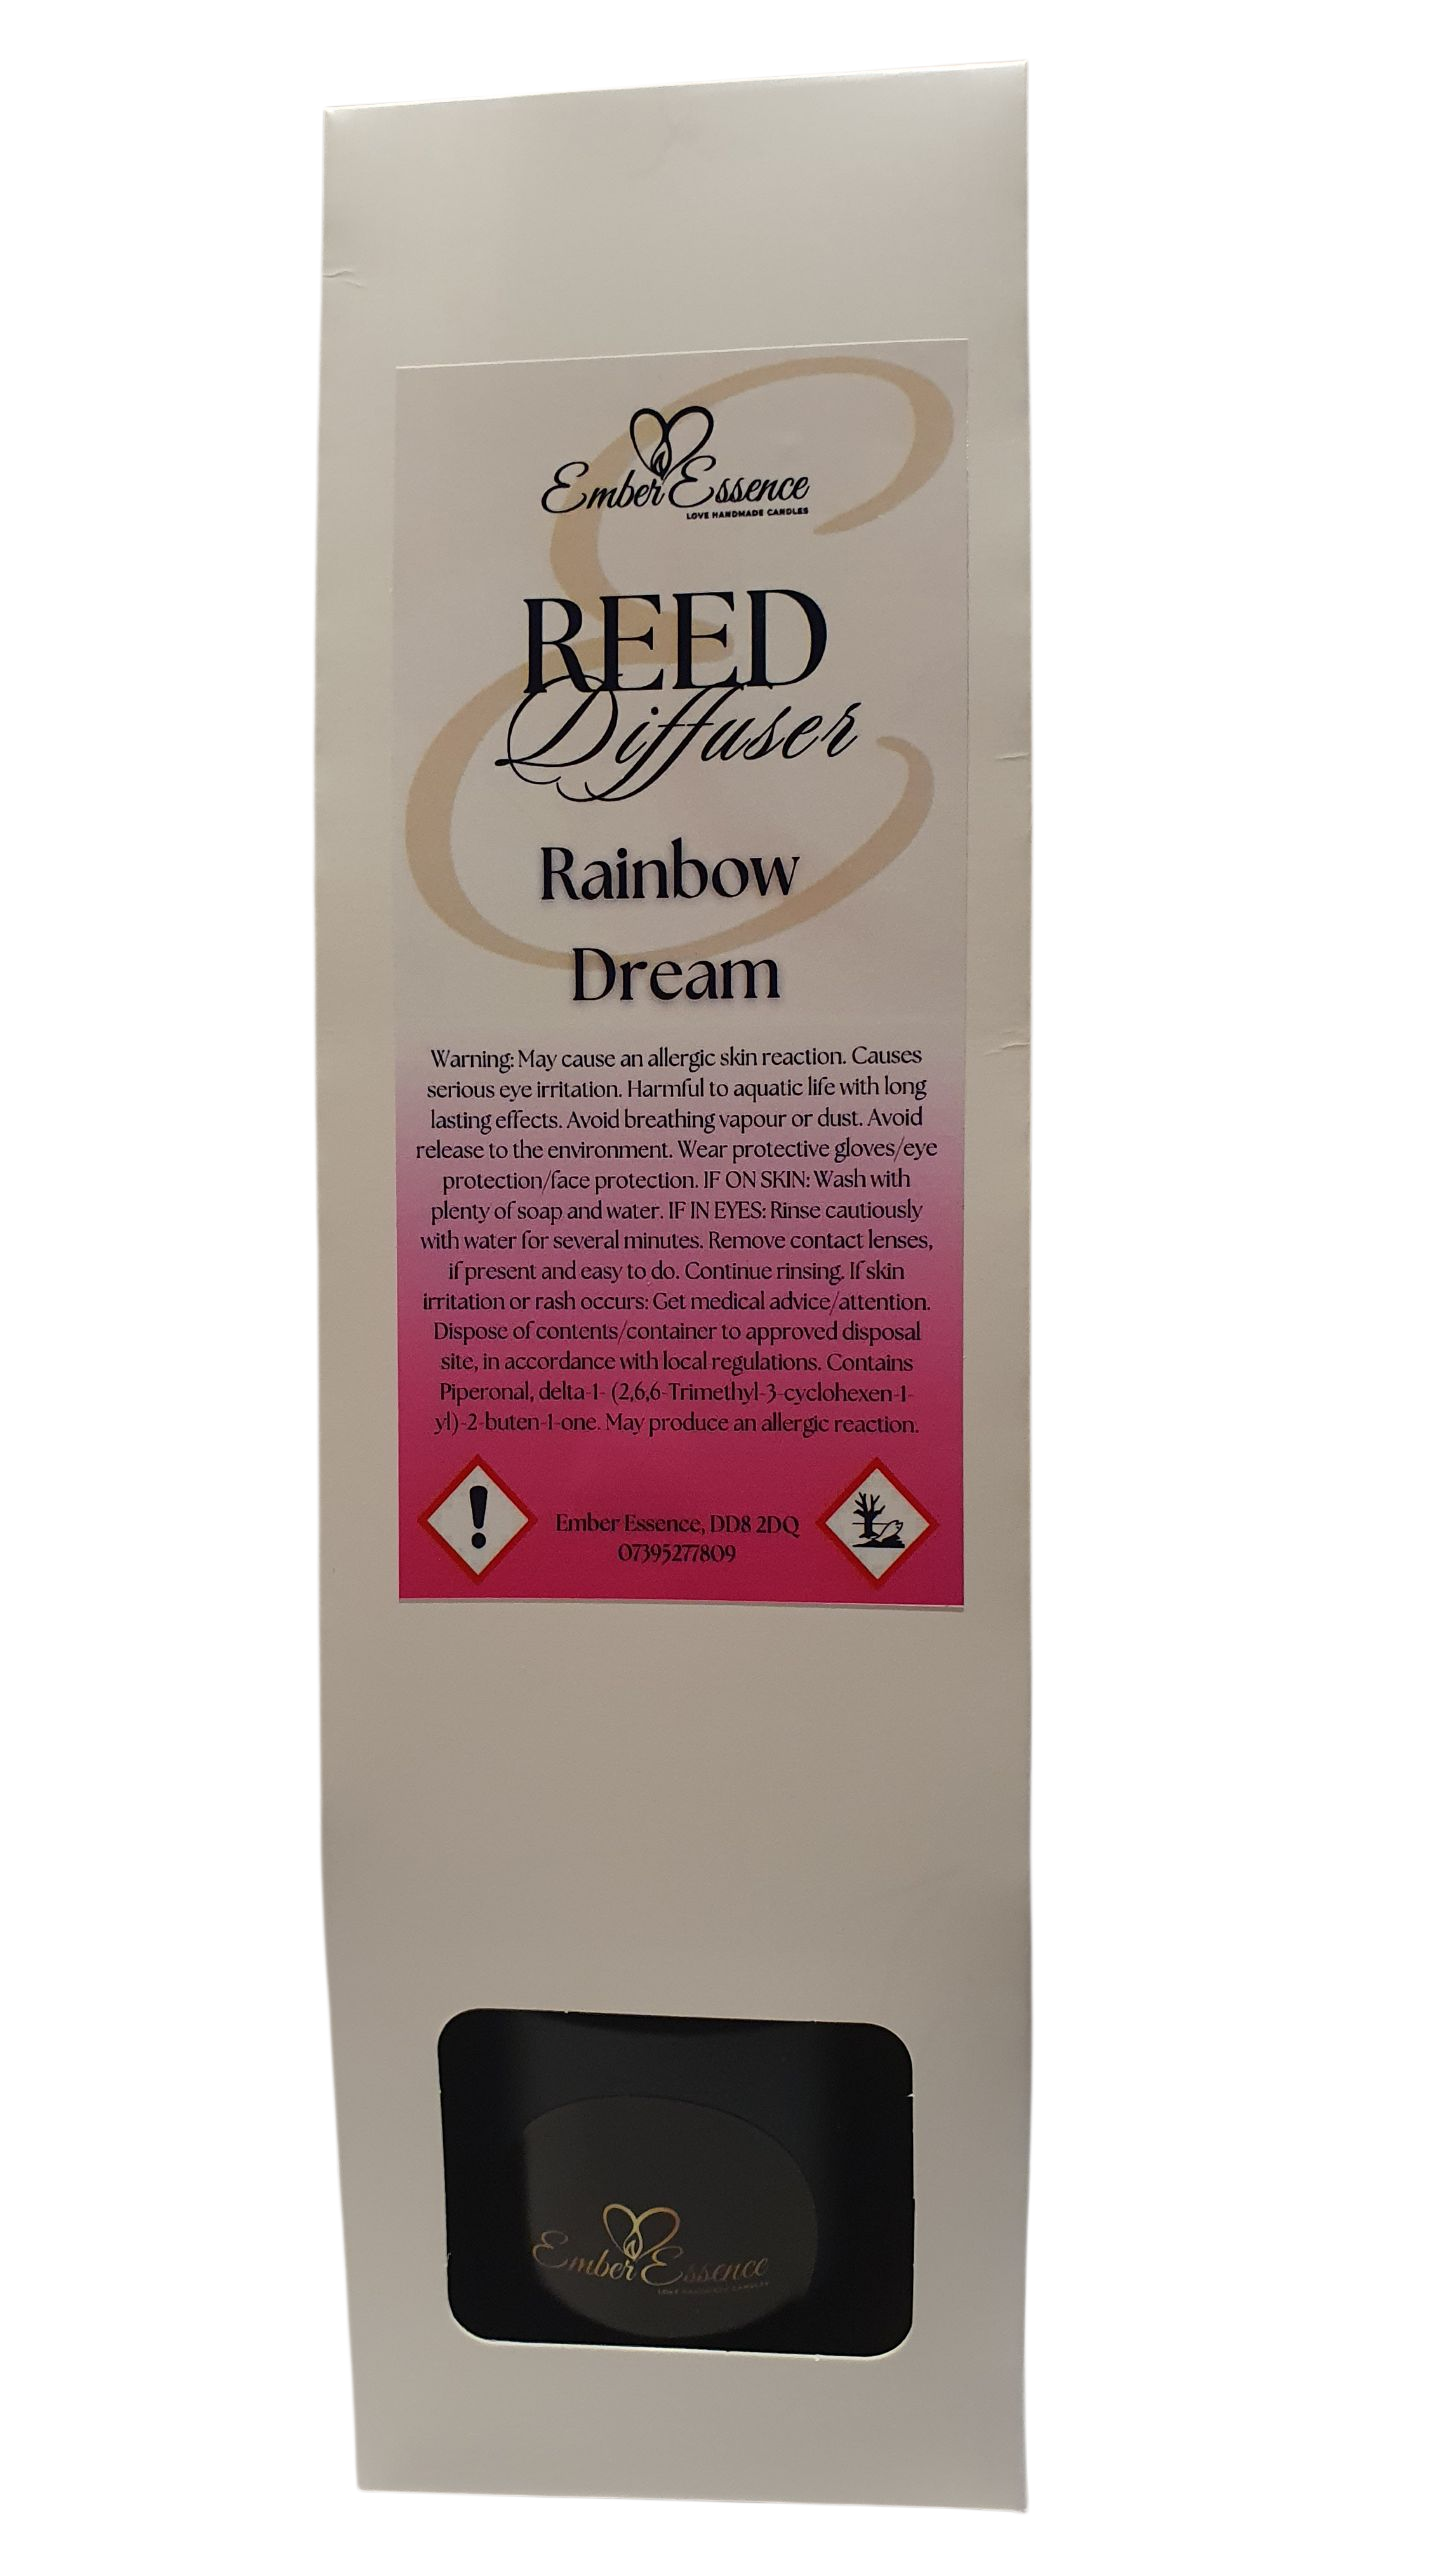 Ember Essence
LOVE HANDMADE CANDLES
REED
Diffuser
Rainbow
Dream
Warning: May cause an allergic skin reaction. Causes
serious eye irritation. Harmful to aquatic life with long
lasting effects. Avoid breathing vapour or dust. Avoid
release to the environment. Wear protective gloves/eye
protection/face protection. IF ON SKIN: Wash with
plenty of soap and water. IF IN EYES: Rinse cautiously
with water for several minutes. Remove contact lenses,
if present and easy to do. Continue rinsing. If skin
irritation or rash occurs: Get medical advice/attention.
Dispose of contents/container to approved disposal
site, in accordance with local regulations. Contains
Piperonal, delta-1- (2,6,6-Trimethyl-3-cyclohexen-1-
yl)-2-buten-1-one. May produce an allergic reaction.
Ember Essence, DD8 2DQ
07395277809
Ember Essence
LOVE HANDMADE CANDLES